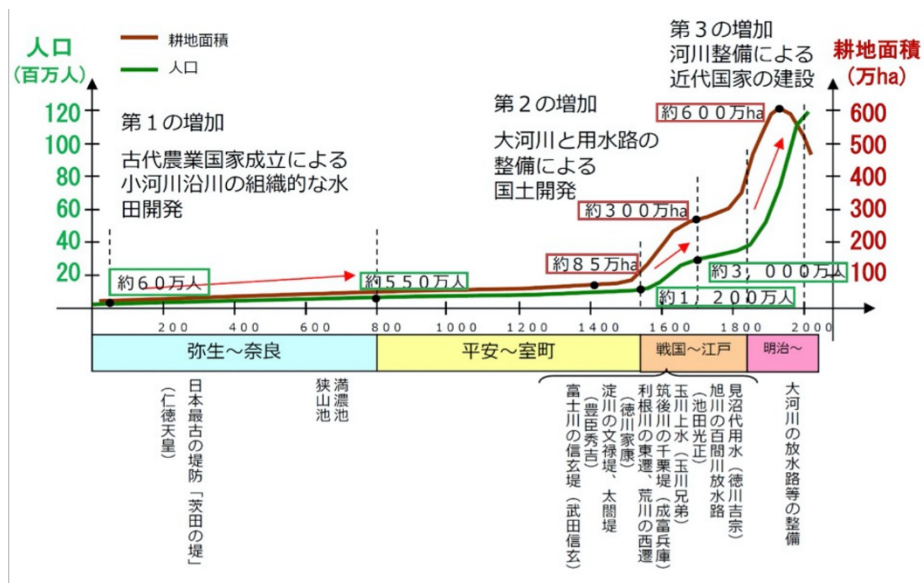 耕地面積
人口
人口
(百万人)
120
100
80
60
40
20
第１の増加
古代農業国家成立による
小河川沿川の組織的な水
田開発
第２の増加
大河川と用水路の
整備による
国土開発
第３の増加
河川整備による
近代国家の建設
耕地面積
(万ha)
600
500
400
300
200
100
約６００万ha
約３００万ha
約８５万ha
約６０万人
約５５０万人
約１，２００万人
約３，０００万人
200
400
600
800
1000
1200
1400
1600
1800
2000
弥生～奈良
平安～室町
戦国～江戸
明治～
日本最古の堤防「茨田の堤」
(仁徳天皇)
満濃池
狭山池
大河川の放水路等の整備
見沼代用水（徳川吉宗）
旭川の百間川放水路
（池田光正）
玉川上水（玉川兄弟）
筑後川の千栗堤（成富兵庫）
利根川の東遷、荒川の西遷
（徳川家康）
淀川の文禄堤、太閤堤
（豊臣秀吉）
富士川の信玄堤（武田信玄）